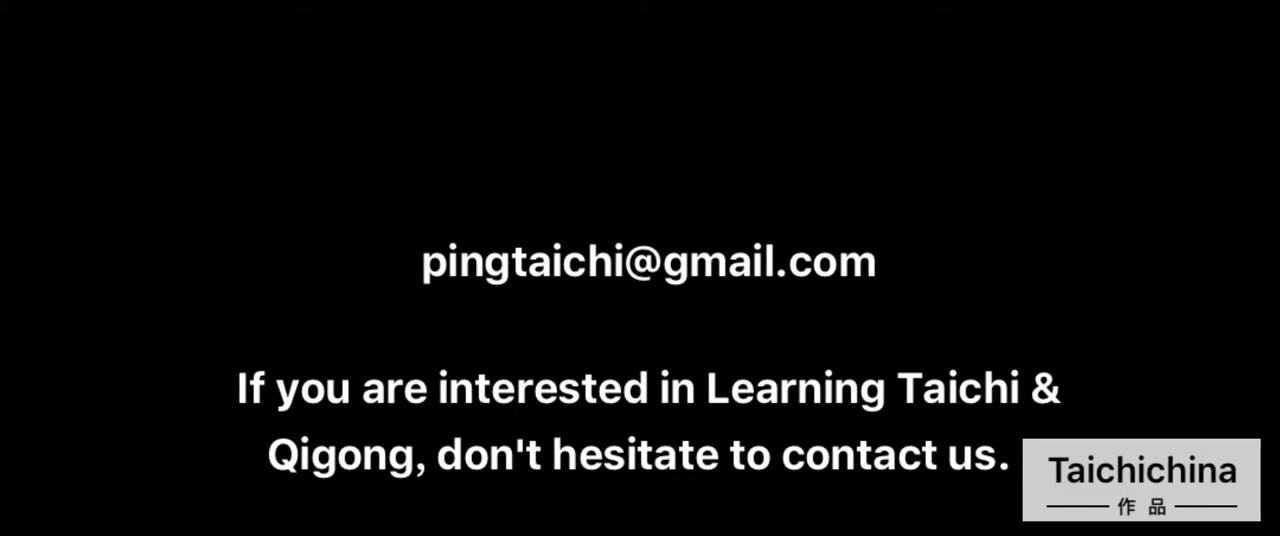 pingtaichi@gmail.com
If you are interested in Learning Taichi &
Qigong, don't hesitate to contact us.
Taichichina
作品